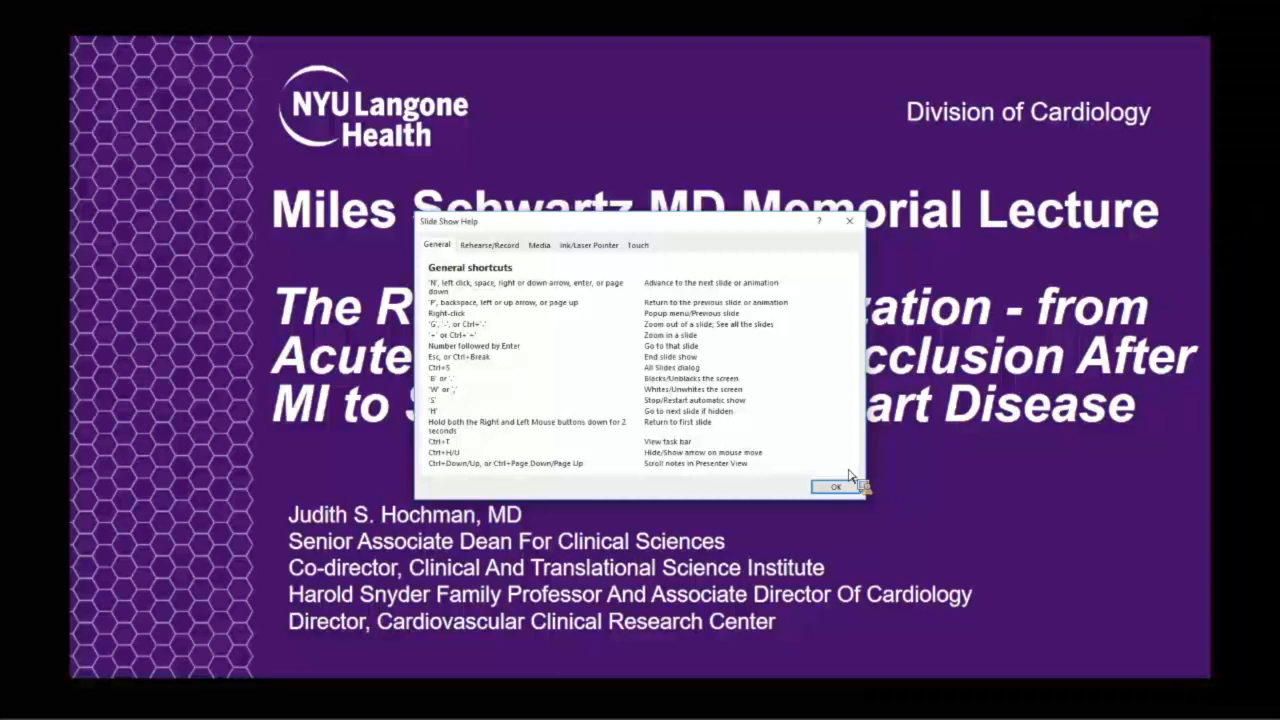 NYU Langone
Health
Division of Cardiology
Miles Schwartz MD Memorial Lecture
The R
zation - from
Acute
cclusion After
MI to S
art Disease
Slide Show Help
?
General Rehearse/Record Media Ink/Laser Pointer Touch
General shortcuts
'N', left click, space, right or down arrow, enter, or page down Advance to the next slide or animation
'P', backspace, left or up arrow, or page up Return to the previous slide or animation
Right-click Popup menu/Previous slide
'G', '-', or Ctrl+'-' Zoom out of a slide; See all the slides
'+' or Ctrl+'+' Zoom in a slide
Number followed by Enter Go to that slide
Esc, or Ctrl+Break End slide show
Ctrl+S All Slides dialog
'B' or '.' Blacks/Unblacks the screen
'W' or ',' Whites/Unwhites the screen
'S' Stop/Restart automatic show
'H' Go to next slide if hidden
Hold both the Right and Left Mouse buttons down for 2 seconds Return to first slide
Ctrl+T View task bar
Ctrl+H/U Hide/Show arrow on mouse move
Ctrl+Down/Up, or Ctrl+Page Down/Page Up Scroll notes in Presenter View
OK
Judith S. Hochman, MD
Senior Associate Dean For Clinical Sciences
Co-director, Clinical And Translational Science Institute
Harold Snyder Family Professor And Associate Director Of Cardiology
Director, Cardiovascular Clinical Research Center